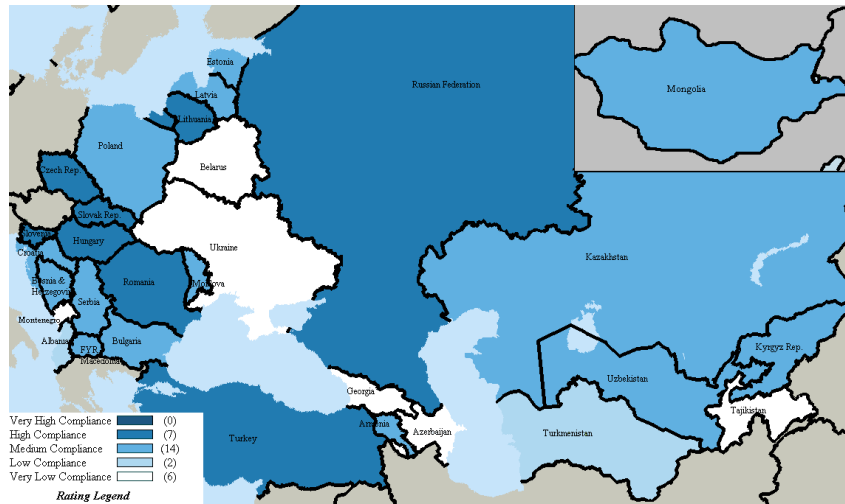 Estonia
Latvia
Lithuania
Russian Federation
Mongolia
Poland
Belarus
Czech Rep.
Slovak Rep.
Slovenia
Hungary
Croatia
Ukraine
Kazakhstan
Bosnia &
Herzegovina
Romania
Moldova
Serbia
Montenegro
Albania
FYR
Macedonia
Bulgaria
Kyrgyz Rep.
Uzbekistan
Georgia
Tajikistan
Armenia
Azerbaijan
Turkmenistan
Turkey
Very High Compliance (0)
High Compliance (7)
Medium Compliance (14)
Low Compliance (2)
Very Low Compliance (6)
Rating Legend